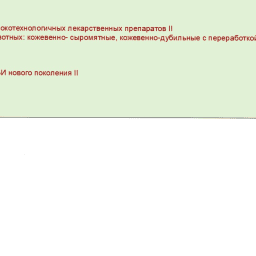 окотехнологичных лекарственных препаратов II
отных: кожевенно- сыромятные, кожевенно-дубильные с переработкой
И нового поколения II